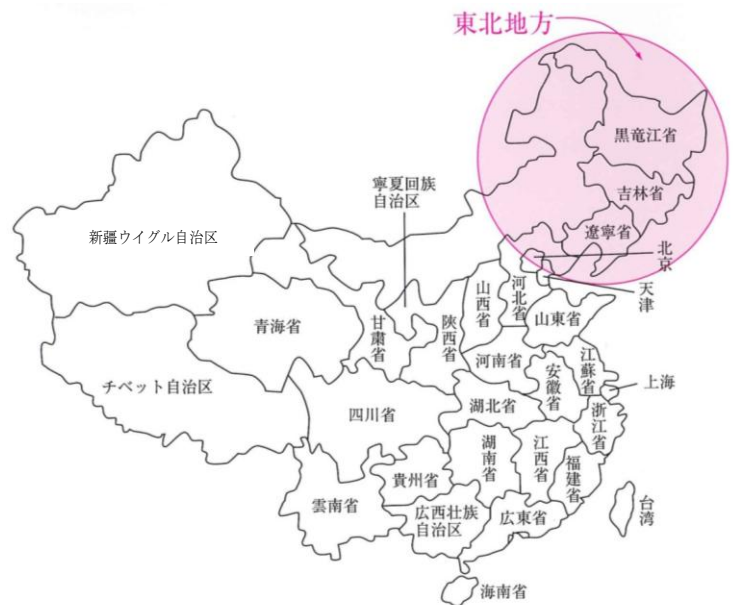 東北地方
黒竜江省
吉林省
遼寧省
北京
天津
寧夏回族
自治区
新疆ウイグル自治区
青海省
甘粛省
陝西省
山西省
河北省
山東省
チベット自治区
河南省
江蘇省
安徽省
上海
四川省
湖北省
浙江省
湖南省
江西省
福建省
貴州省
雲南省
広西壮族
自治区
広東省
台湾
海南省